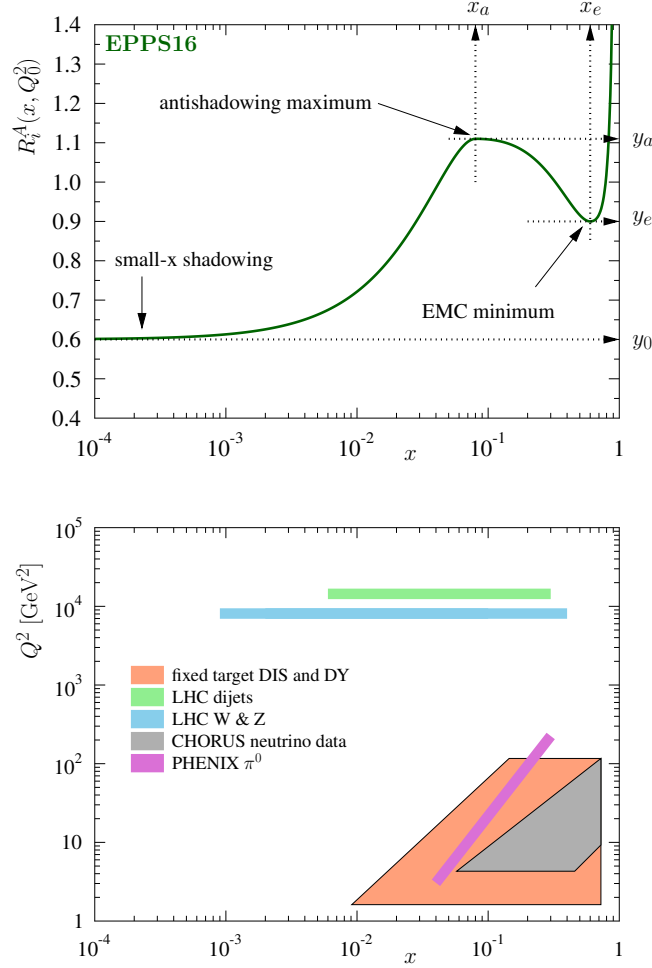 x_a
x_e
EPPS16
R_i^A(x, Q_0^2)
1.4
1.3
1.2
1.1
1.0
0.9
0.8
0.7
0.6
0.5
0.4
antishadowing maximum
y_a
y_e
small-x shadowing
EMC minimum
y_0
10^-4
10^-3
10^-2
10^-1
1
x
Q^2 [GeV^2]
10^5
10^4
10^3
10^2
10
1
fixed target DIS and DY
LHC dijets
LHC W & Z
CHORUS neutrino data
PHENIX π^0
10^-4
10^-3
10^-2
10^-1
1
x